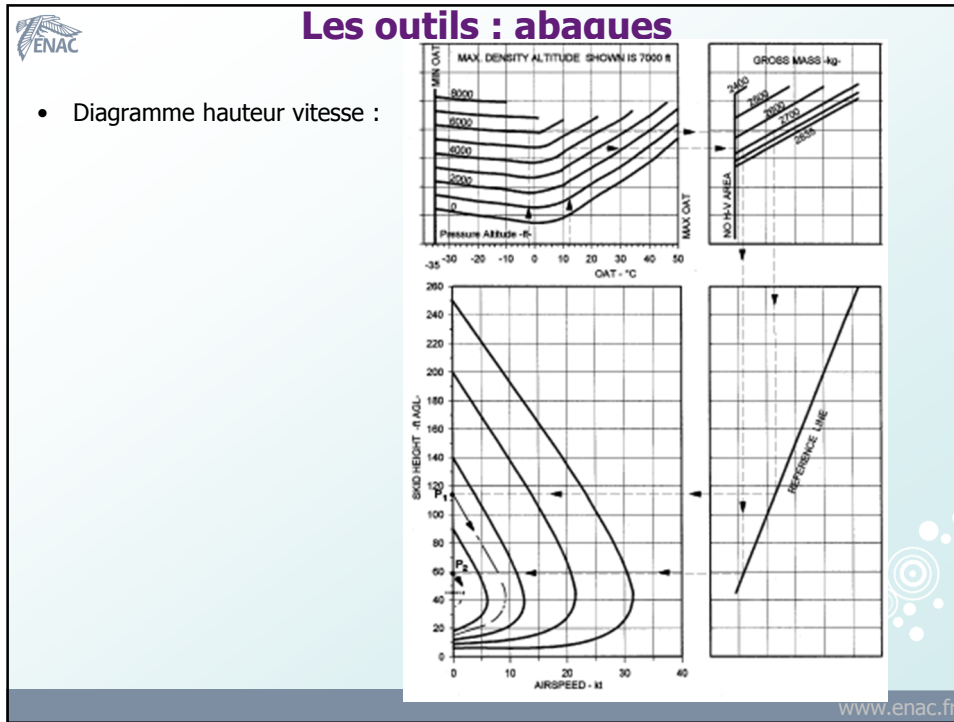 ENAC
Les outils : abaques
• Diagramme hauteur vitesse :
MAX. DENSITY ALTITUDE SHOWN IS 7000 ft
MIN OAT
8000
6000
4000
2000
0
Pressure Altitude -ft-
MAX OAT
-35 -30 -20 -10 0 10 20 30 40 50
OAT - °C
GROSS MASS -kg-
2400
2500
2600
2700
2835
NO H-V AREA
260
240
220
200
180
160
140
P1
100
80
60
P2
40
20
0
SKID HEIGHT -ft AGL-
0 10 20 30 40
AIRSPEED - kt
REFERENCE LINE
www.enac.fr